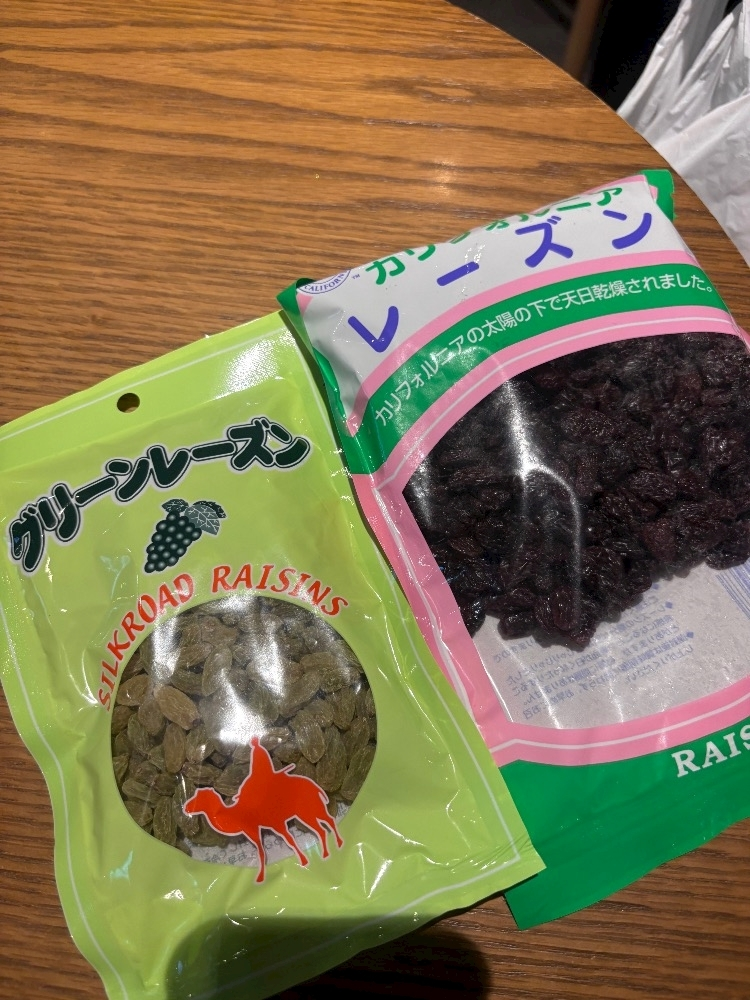 グリーンレーズン
SILKROAD RAISINS
CALIFORN
TM
カリフォルニア
レーズン
カリフォルニアの太陽の下で天日乾燥されました。
RAIS